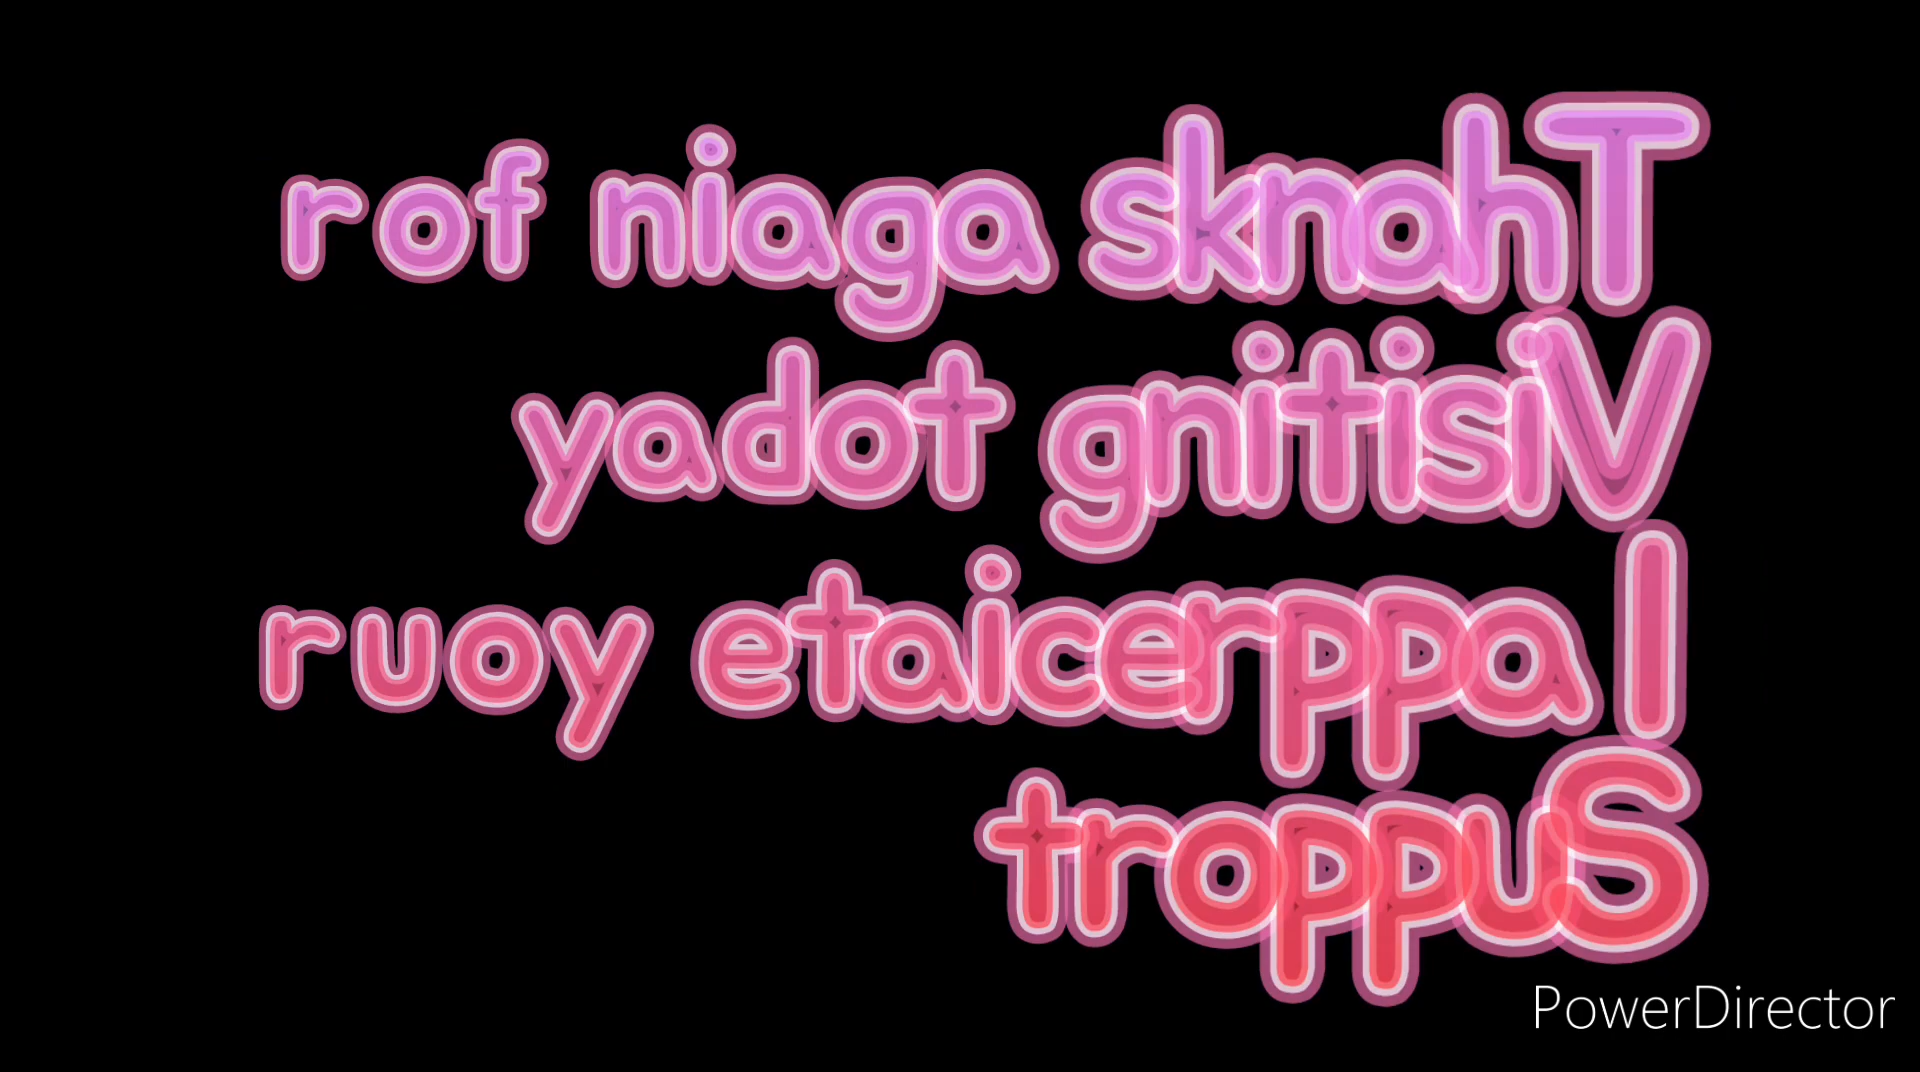 rof niaga sknahT
yadot gnitisiV
ruoy etaicerppa I
troppuS
PowerDirector